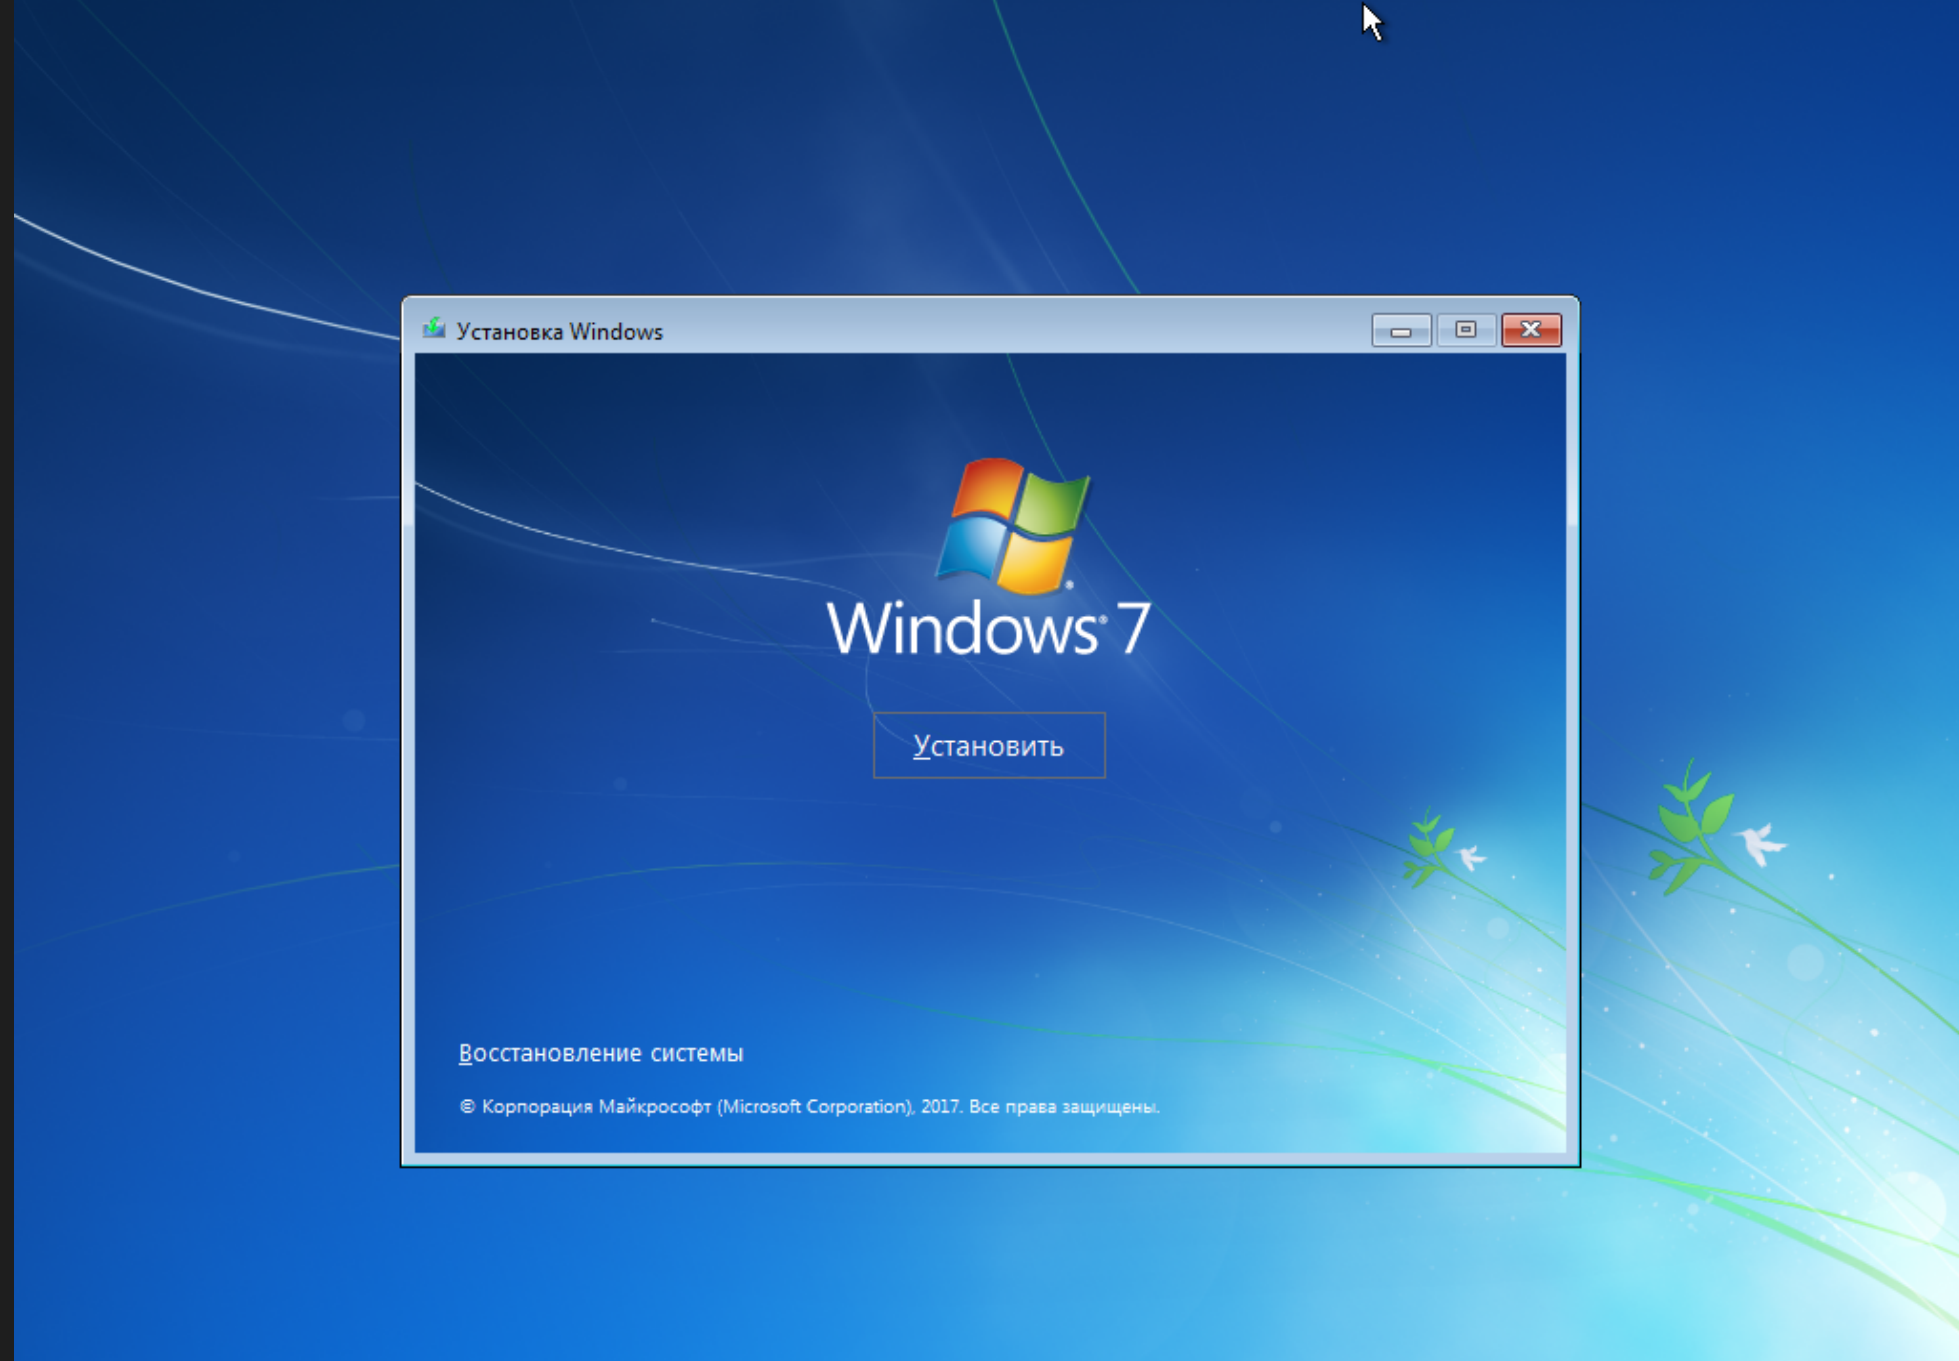 Установка Windows
Windows® 7
Установить
Восстановление системы
© Корпорация Майкрософт (Microsoft Corporation), 2017. Все права защищены.